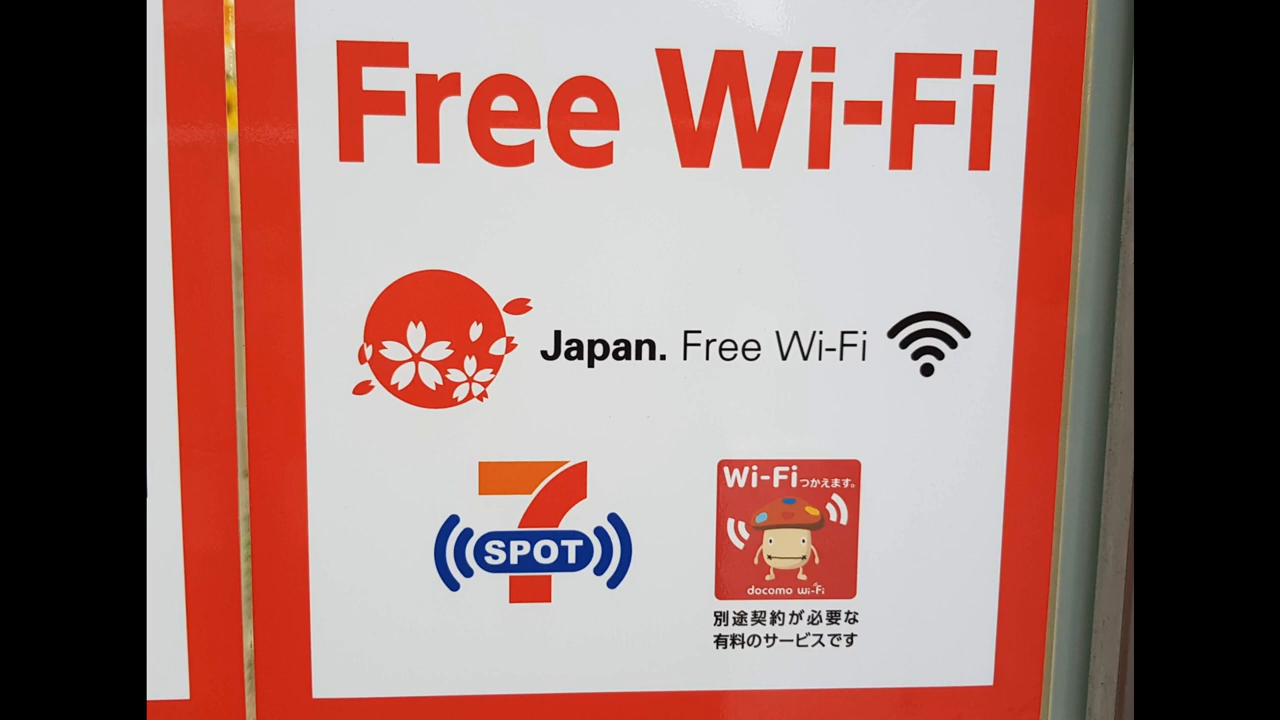 Free Wi-Fi
Japan. Free Wi-Fi
7
SPOT
Wi-Fiつかえます。
docomo Wi-Fi
別途契約が必要な
有料のサービスです